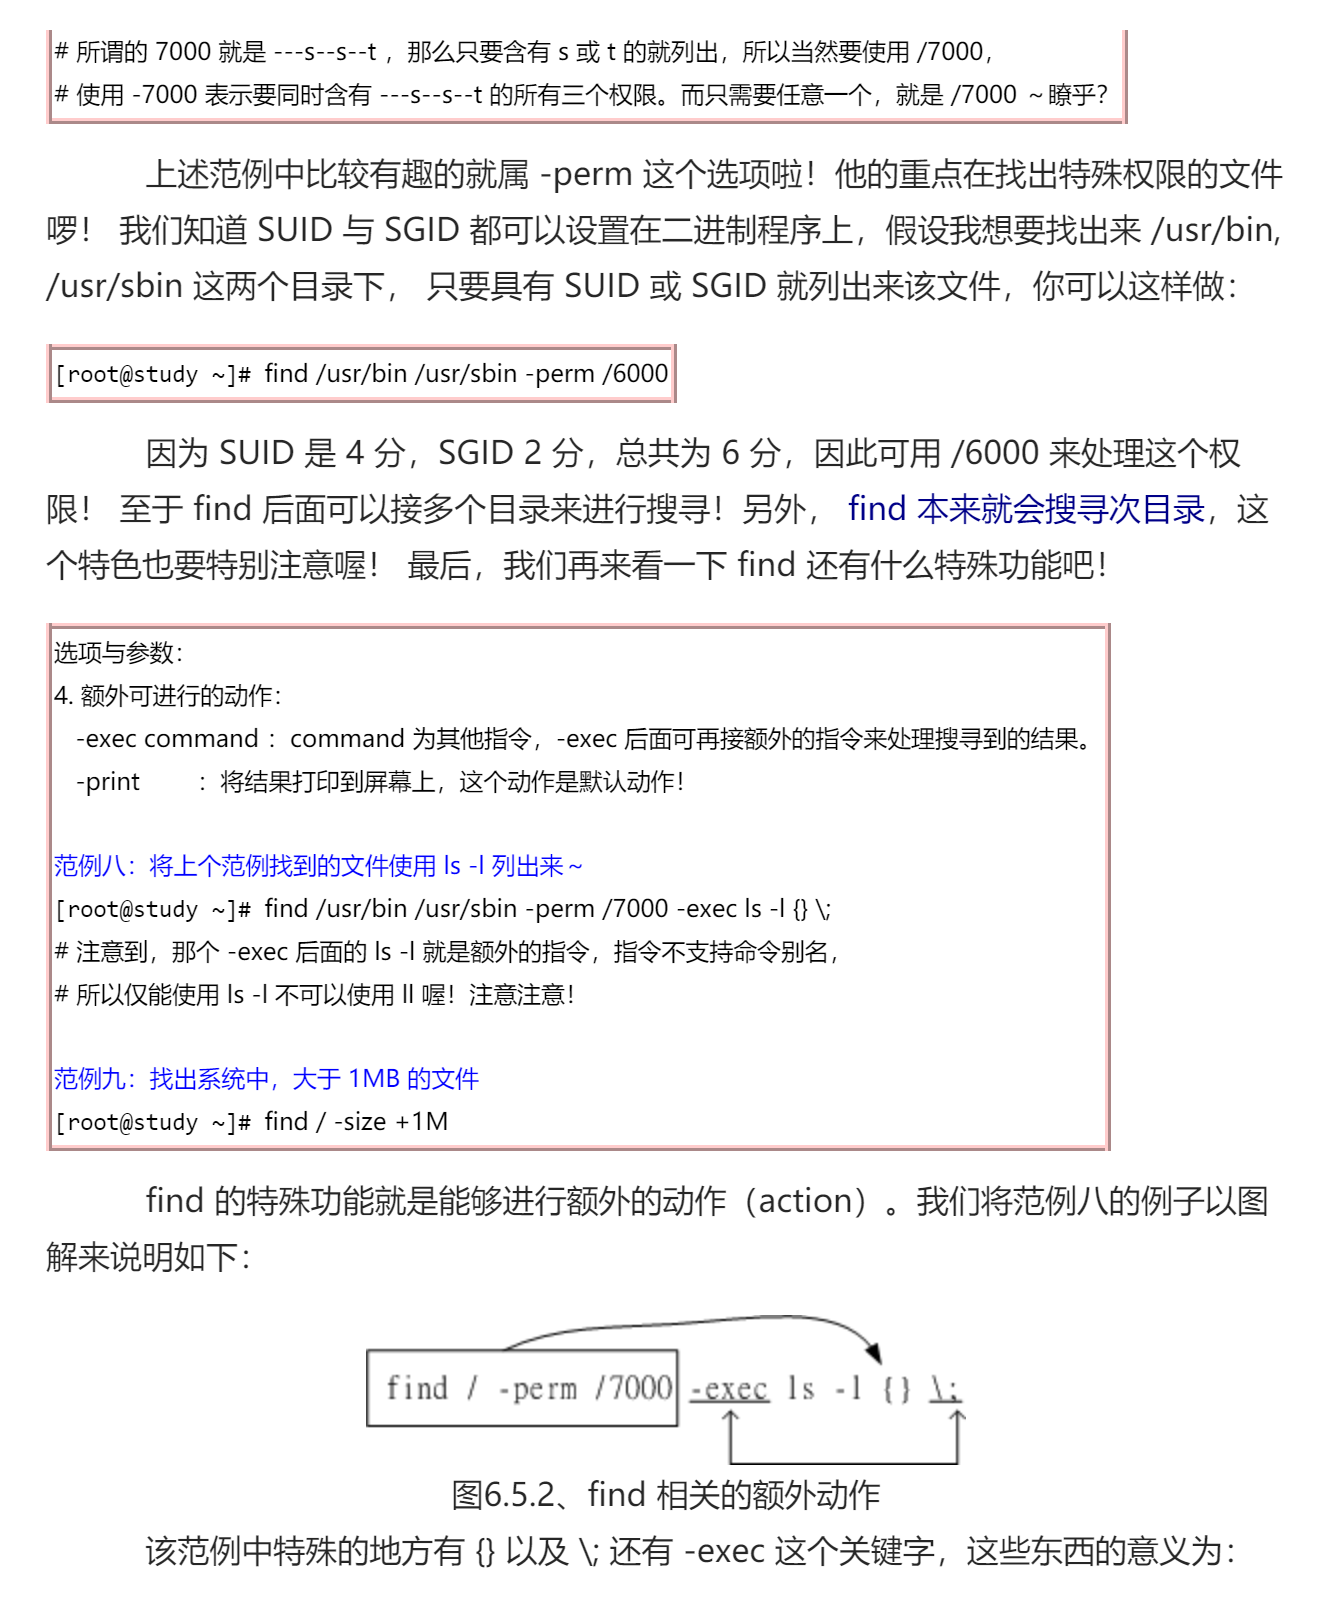 # 所谓的 7000 就是 ---s--s--t ，那么只要含有 s 或 t 的就列出，所以当然要使用 /7000，
# 使用 -7000 表示要同时含有 ---s--s--t 的所有三个权限。而只需要任意一个，就是 /7000 ～瞭乎？
上述范例中比较有趣的就属 -perm 这个选项啦！他的重点在找出特殊权限的文件
啰！ 我们知道 SUID 与 SGID 都可以设置在二进制程序上，假设我想要找出来 /usr/bin,
/usr/sbin 这两个目录下， 只要具有 SUID 或 SGID 就列出来该文件，你可以这样做：
[root@study ~]# find /usr/bin /usr/sbin -perm /6000
因为 SUID 是 4 分，SGID 2 分，总共为 6 分，因此可用 /6000 来处理这个权
限！ 至于 find 后面可以接多个目录来进行搜寻！另外， find 本来就会搜寻次目录，这
个特色也要特别注意喔！ 最后，我们再来看一下 find 还有什么特殊功能吧！
选项与参数：
4. 额外可进行的动作：
-exec command ：command 为其他指令，-exec 后面可再接额外的指令来处理搜寻到的结果。
-print ：将结果打印到屏幕上，这个动作是默认动作！
范例八：将上个范例找到的文件使用 ls -l 列出来～
[root@study ~]# find /usr/bin /usr/sbin -perm /7000 -exec ls -l {} \;
# 注意到，那个 -exec 后面的 ls -l 就是额外的指令，指令不支持命令别名，
# 所以仅能使用 ls -l 不可以使用 ll 喔！注意注意！
范例九：找出系统中，大于 1MB 的文件
[root@study ~]# find / -size +1M
find 的特殊功能就是能够进行额外的动作（action）。我们将范例八的例子以图
解来说明如下：
find / -perm /7000 -exec ls -l {} \;
图6.5.2、find 相关的额外动作
该范例中特殊的地方有 {} 以及 \; 还有 -exec 这个关键字，这些东西的意义为：